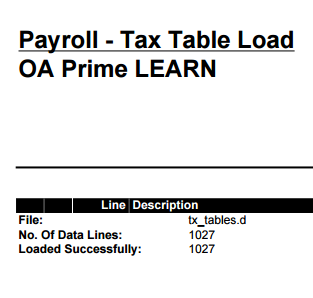 Payroll - Tax Table Load
OA Prime LEARN
Line Description
File: tx_tables.d
No. Of Data Lines: 1027
Loaded Successfully: 1027